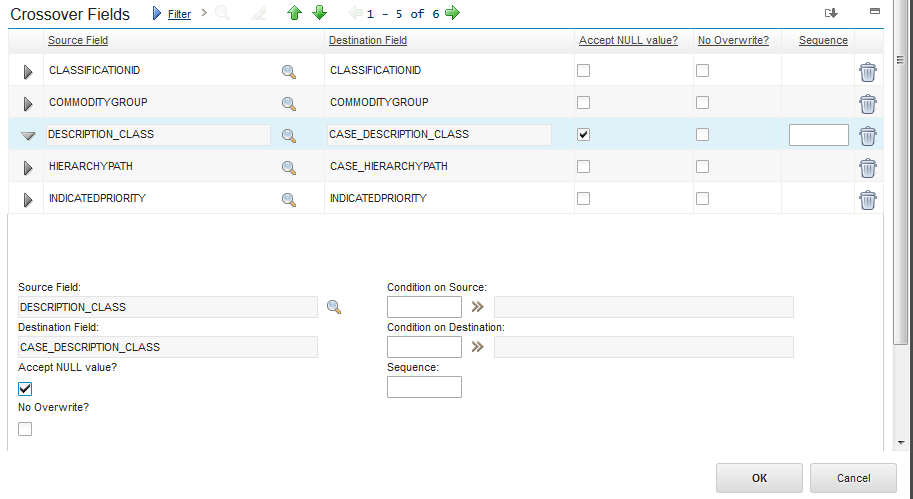 Crossover Fields Filter 1 - 5 of 6
Source Field Destination Field Accept NULL value? No Overwrite? Sequence
CLASSIFICATIONID CLASSIFICATIONID
COMMODITYGROUP COMMODITYGROUP
DESCRIPTION_CLASS CASE_DESCRIPTION_CLASS
HIERARCHYPATH CASE_HIERARCHYPATH
INDICATEDPRIORITY INDICATEDPRIORITY
Source Field: Condition on Source:
DESCRIPTION_CLASS
Destination Field: Condition on Destination:
CASE_DESCRIPTION_CLASS
Accept NULL value? Sequence:
No Overwrite?
OK Cancel